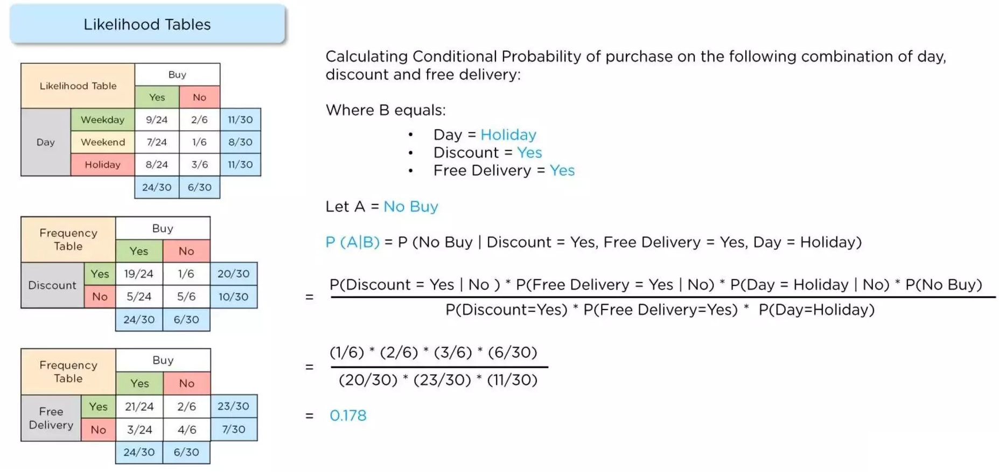 Likelihood Tables
Likelihood Table
Buy
Yes No
Day
Weekday 9/24 2/6 11/30
Weekend 7/24 1/6 8/30
Holiday 8/24 3/6 11/30
24/30 6/30
Frequency
Table
Buy
Yes No
Discount
Yes 19/24 1/6 20/30
No 5/24 5/6 10/30
24/30 6/30
Frequency
Table
Buy
Yes No
Free
Delivery
Yes 21/24 2/6 23/30
No 3/24 4/6 7/30
24/30 6/30
Calculating Conditional Probability of purchase on the following combination of day,
discount and free delivery:
Where B equals:
• Day = Holiday
• Discount = Yes
• Free Delivery = Yes
Let A = No Buy
P (A|B) = P (No Buy | Discount = Yes, Free Delivery = Yes, Day = Holiday)
= P(Discount = Yes | No ) * P(Free Delivery = Yes | No) * P(Day = Holiday | No) * P(No Buy)
P(Discount=Yes) * P(Free Delivery=Yes) * P(Day=Holiday)
= (1/6) * (2/6) * (3/6) * (6/30)
(20/30) * (23/30) * (11/30)
= 0.178